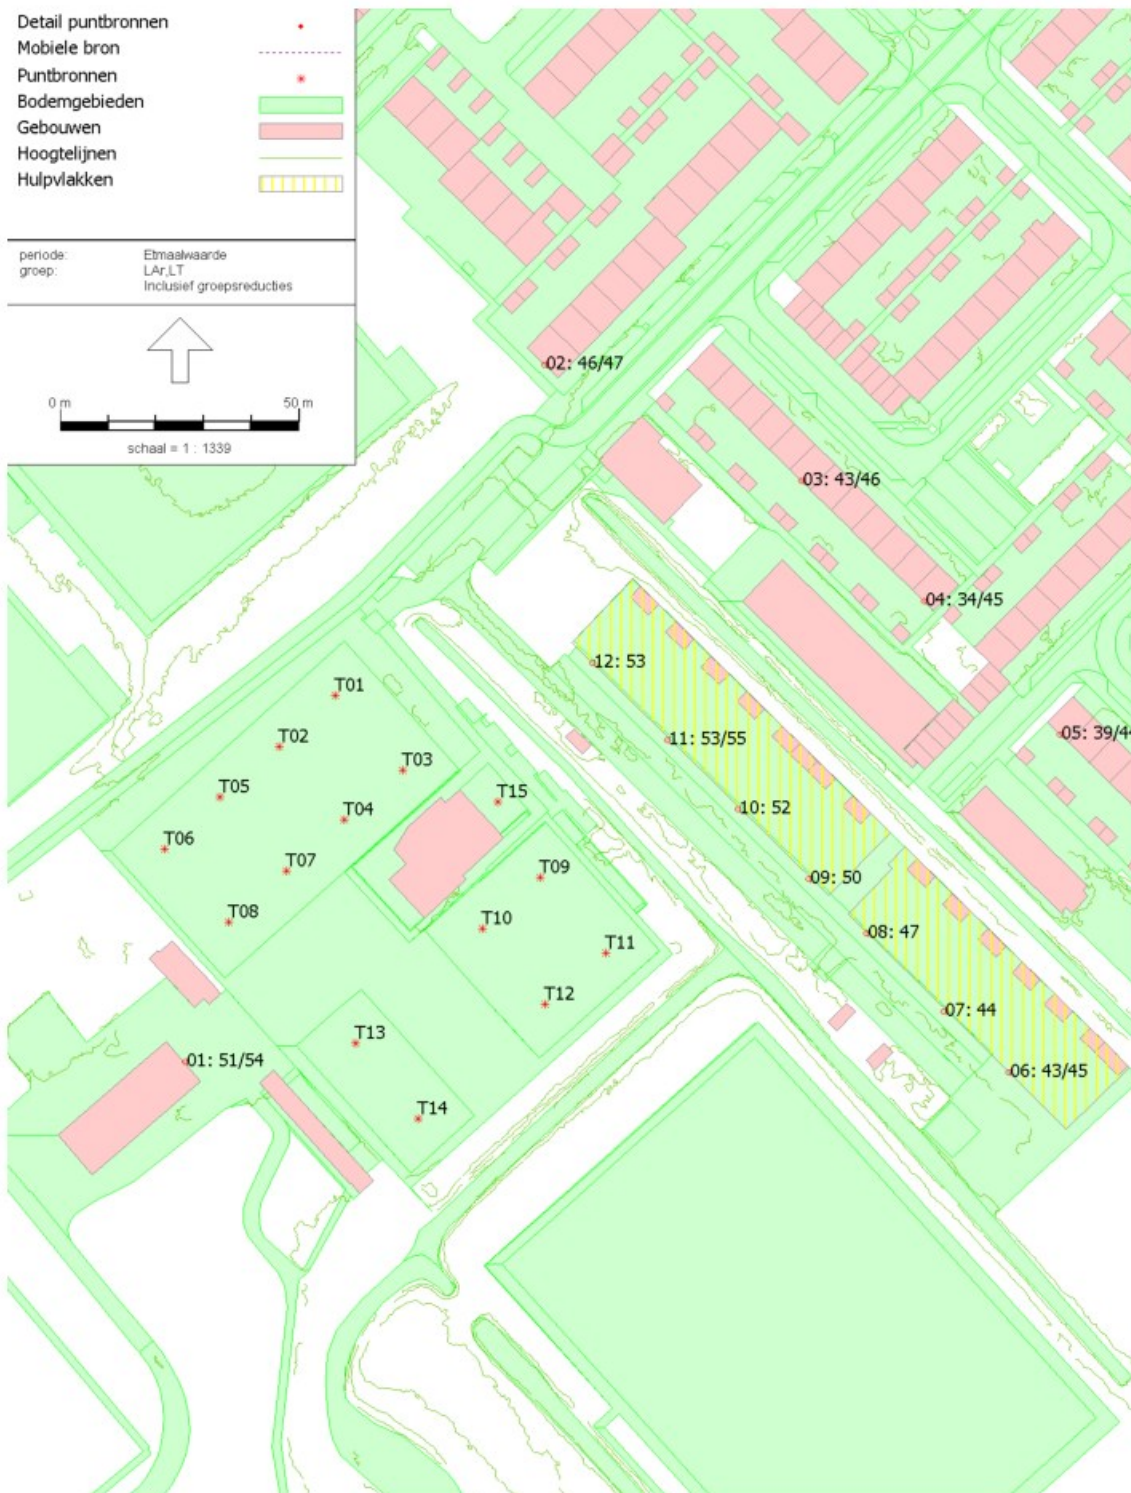 Detail puntbronnen
Mobiele bron
Puntbronnen
Bodemgebieden
Gebouwen
Hoogtelijnen
Hulpvlakken
periode: Etmaalwaarde
groep: LAr,LT
Inclusief groepsreducties
0 m 50 m
schaal = 1 : 1339
02: 46/47
03: 43/46
04: 34/45
12: 53
T01
11: 53/55
05: 39/44
T02
T03
T05
T15
10: 52
T04
T06
T07
T09
09: 50
T08
T10
08: 47
T11
T12
07: 44
T13
01: 51/54
06: 43/45
T14